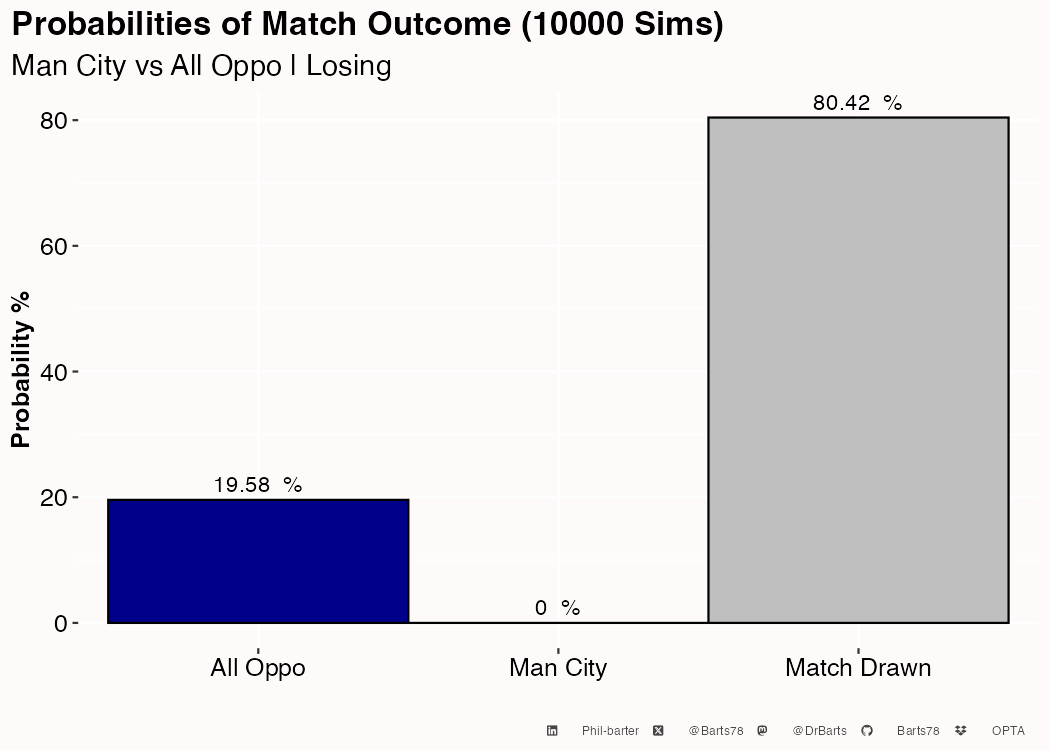 Probabilities of Match Outcome (10000 Sims)
Man City vs All Oppo | Losing
Probability %
80
60
40
20
0
19.58 %
0 %
80.42 %
All Oppo
Man City
Match Drawn
Phil-barter @Barts78 @DrBarts Barts78 OPTA